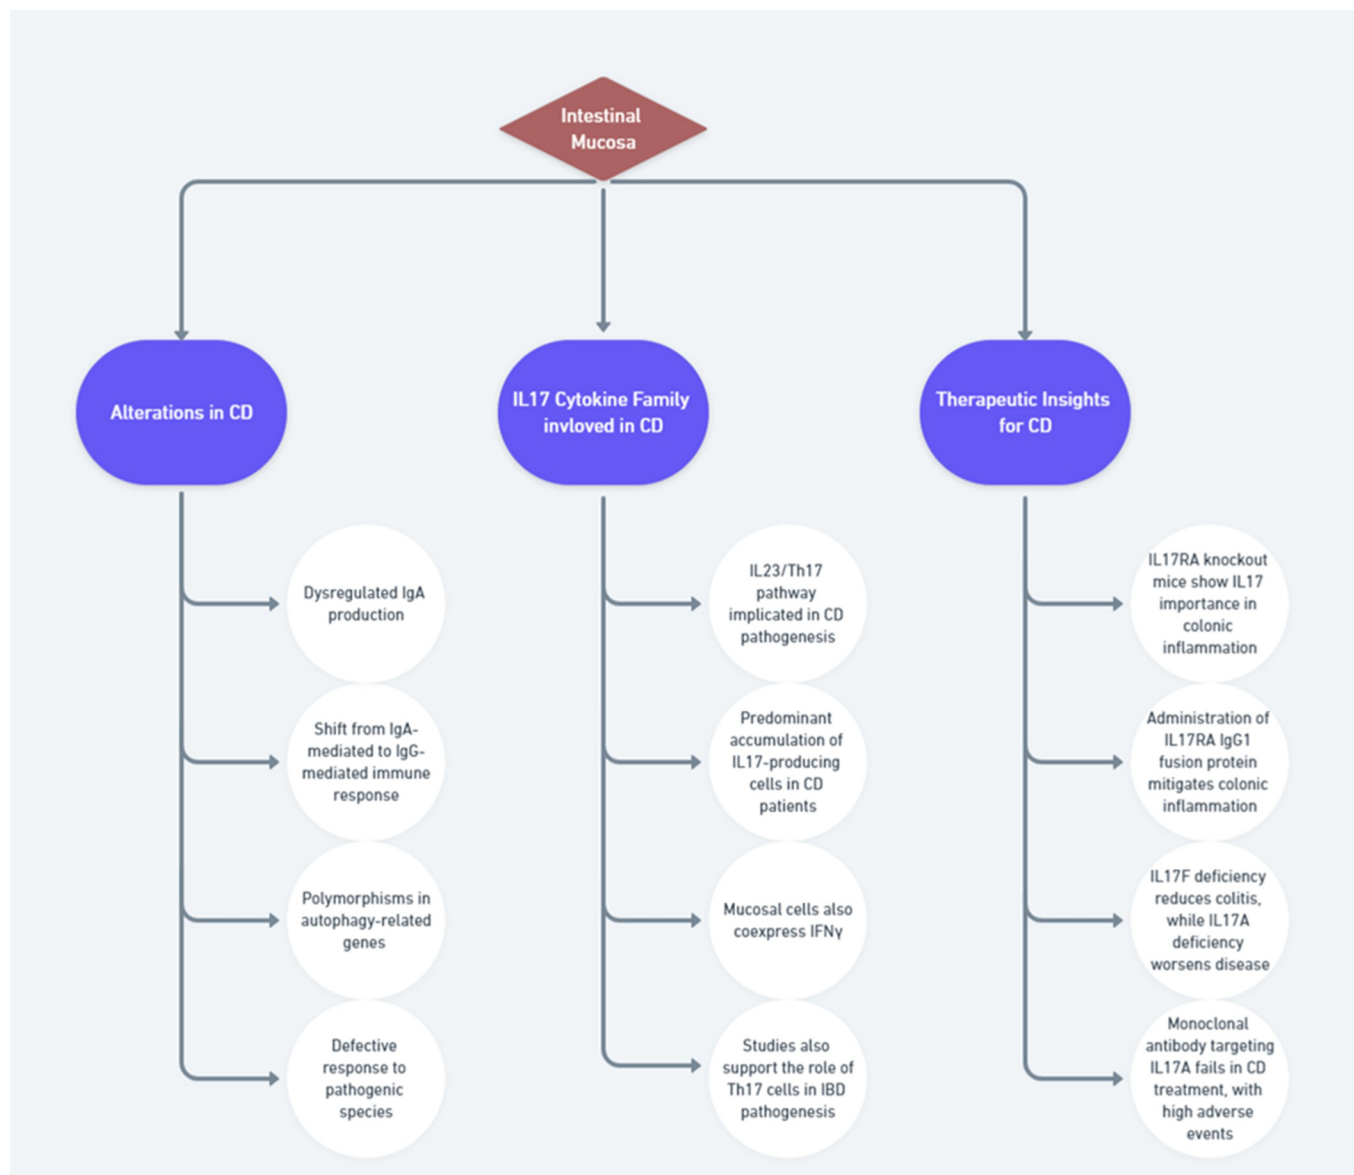 Intestinal
Mucosa
Alterations in CD
Dysregulated IgA
production
Shift from IgA-
mediated to IgG-
mediated immune
response
Polymorphisms in
autophagy-related
genes
Defective
response to
pathogenic
species
IL17 Cytokine Family
invloved in CD
IL23/Th17
pathway
implicated in CD
pathogenesis
Predominant
accumulation of
IL17-producing
cells in CD
patients
Mucosal cells also
coexpress IFNγ
Studies also
support the role of
Th17 cells in IBD
pathogenesis
Therapeutic Insights
for CD
IL17RA knockout
mice show IL17
importance in
colonic
inflammation
Administration of
IL17RA IgG1
fusion protein
mitigates colonic
inflammation
IL17F deficiency
reduces colitis,
while IL17A
deficiency
worsens disease
Monoclonal
antibody targeting
IL17A fails in CD
treatment, with
high adverse
events